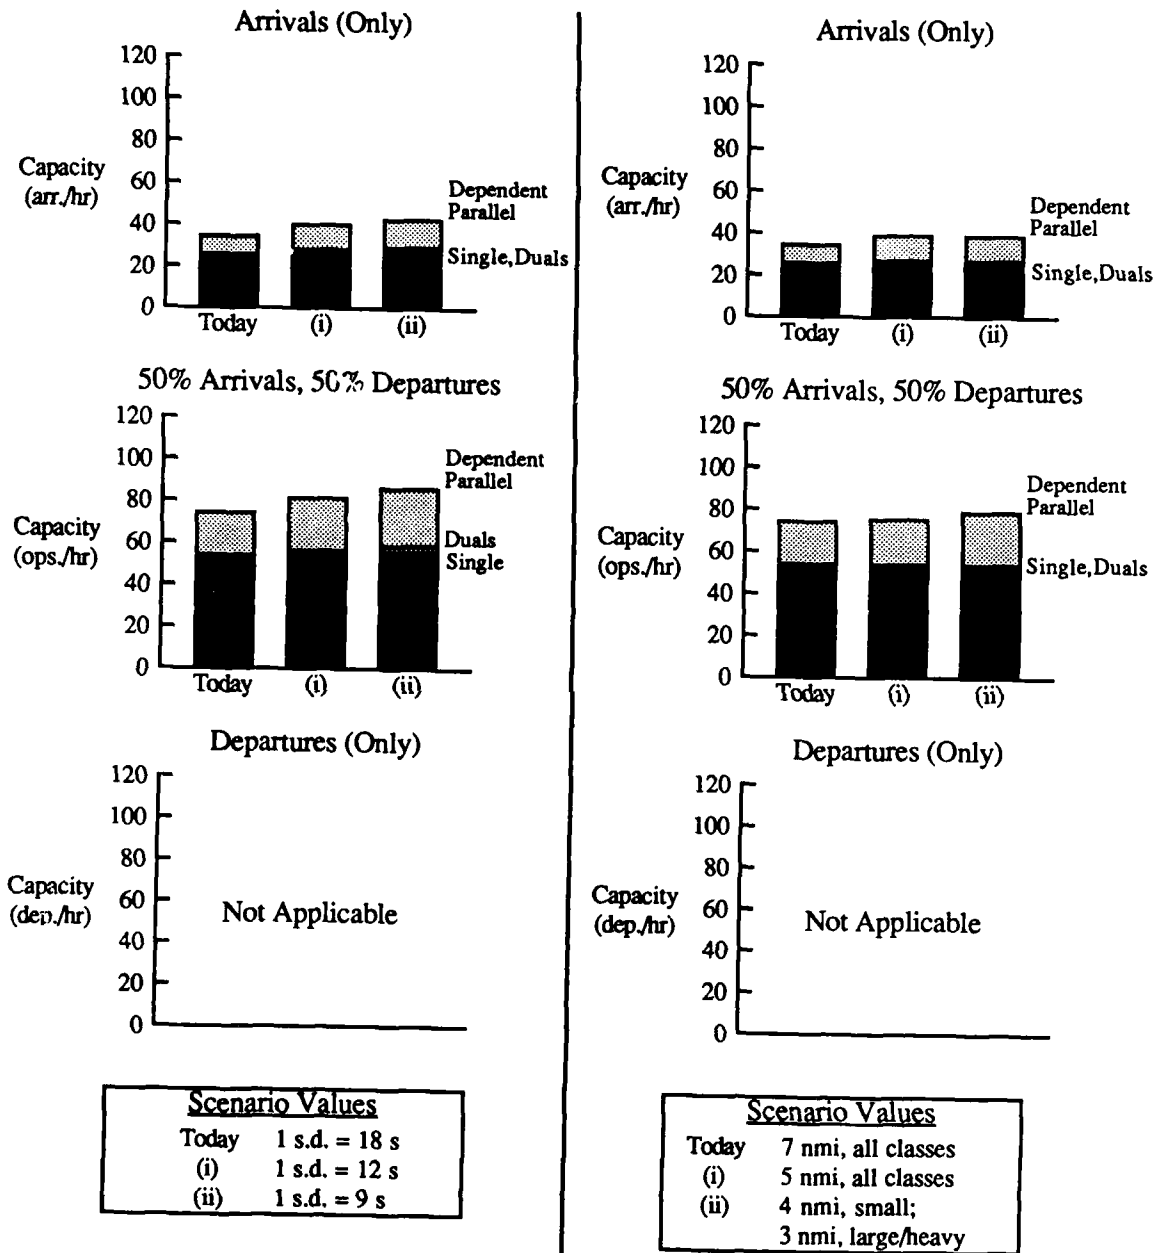 Arrivals (Only)
120
100
80
60
40
20
0
Capacity
(arr./hr)
Dependent
Parallel
Single,Duals
Today (i) (ii)
50% Arrivals, 50% Departures
120
100
80
60
40
20
0
Capacity
(ops./hr)
Dependent
Parallel
Duals
Single
Today (i) (ii)
Departures (Only)
120
100
80
60
40
20
0
Capacity
(dep./hr)
Not Applicable
Scenario Values
Today 1 s.d. = 18 s
(i) 1 s.d. = 12 s
(ii) 1 s.d. = 9 s
Arrivals (Only)
120
100
80
60
40
20
0
Capacity
(arr./hr)
Dependent
Parallel
Single,Duals
Today (i) (ii)
50% Arrivals, 50% Departures
120
100
80
60
40
20
0
Capacity
(ops./hr)
Dependent
Parallel
Single,Duals
Today (i) (ii)
Departures (Only)
120
100
80
60
40
20
0
Capacity
(dep./hr)
Not Applicable
Scenario Values
Today 7 nmi, all classes
(i) 5 nmi, all classes
(ii) 4 nmi, small;
3 nmi, large/heavy